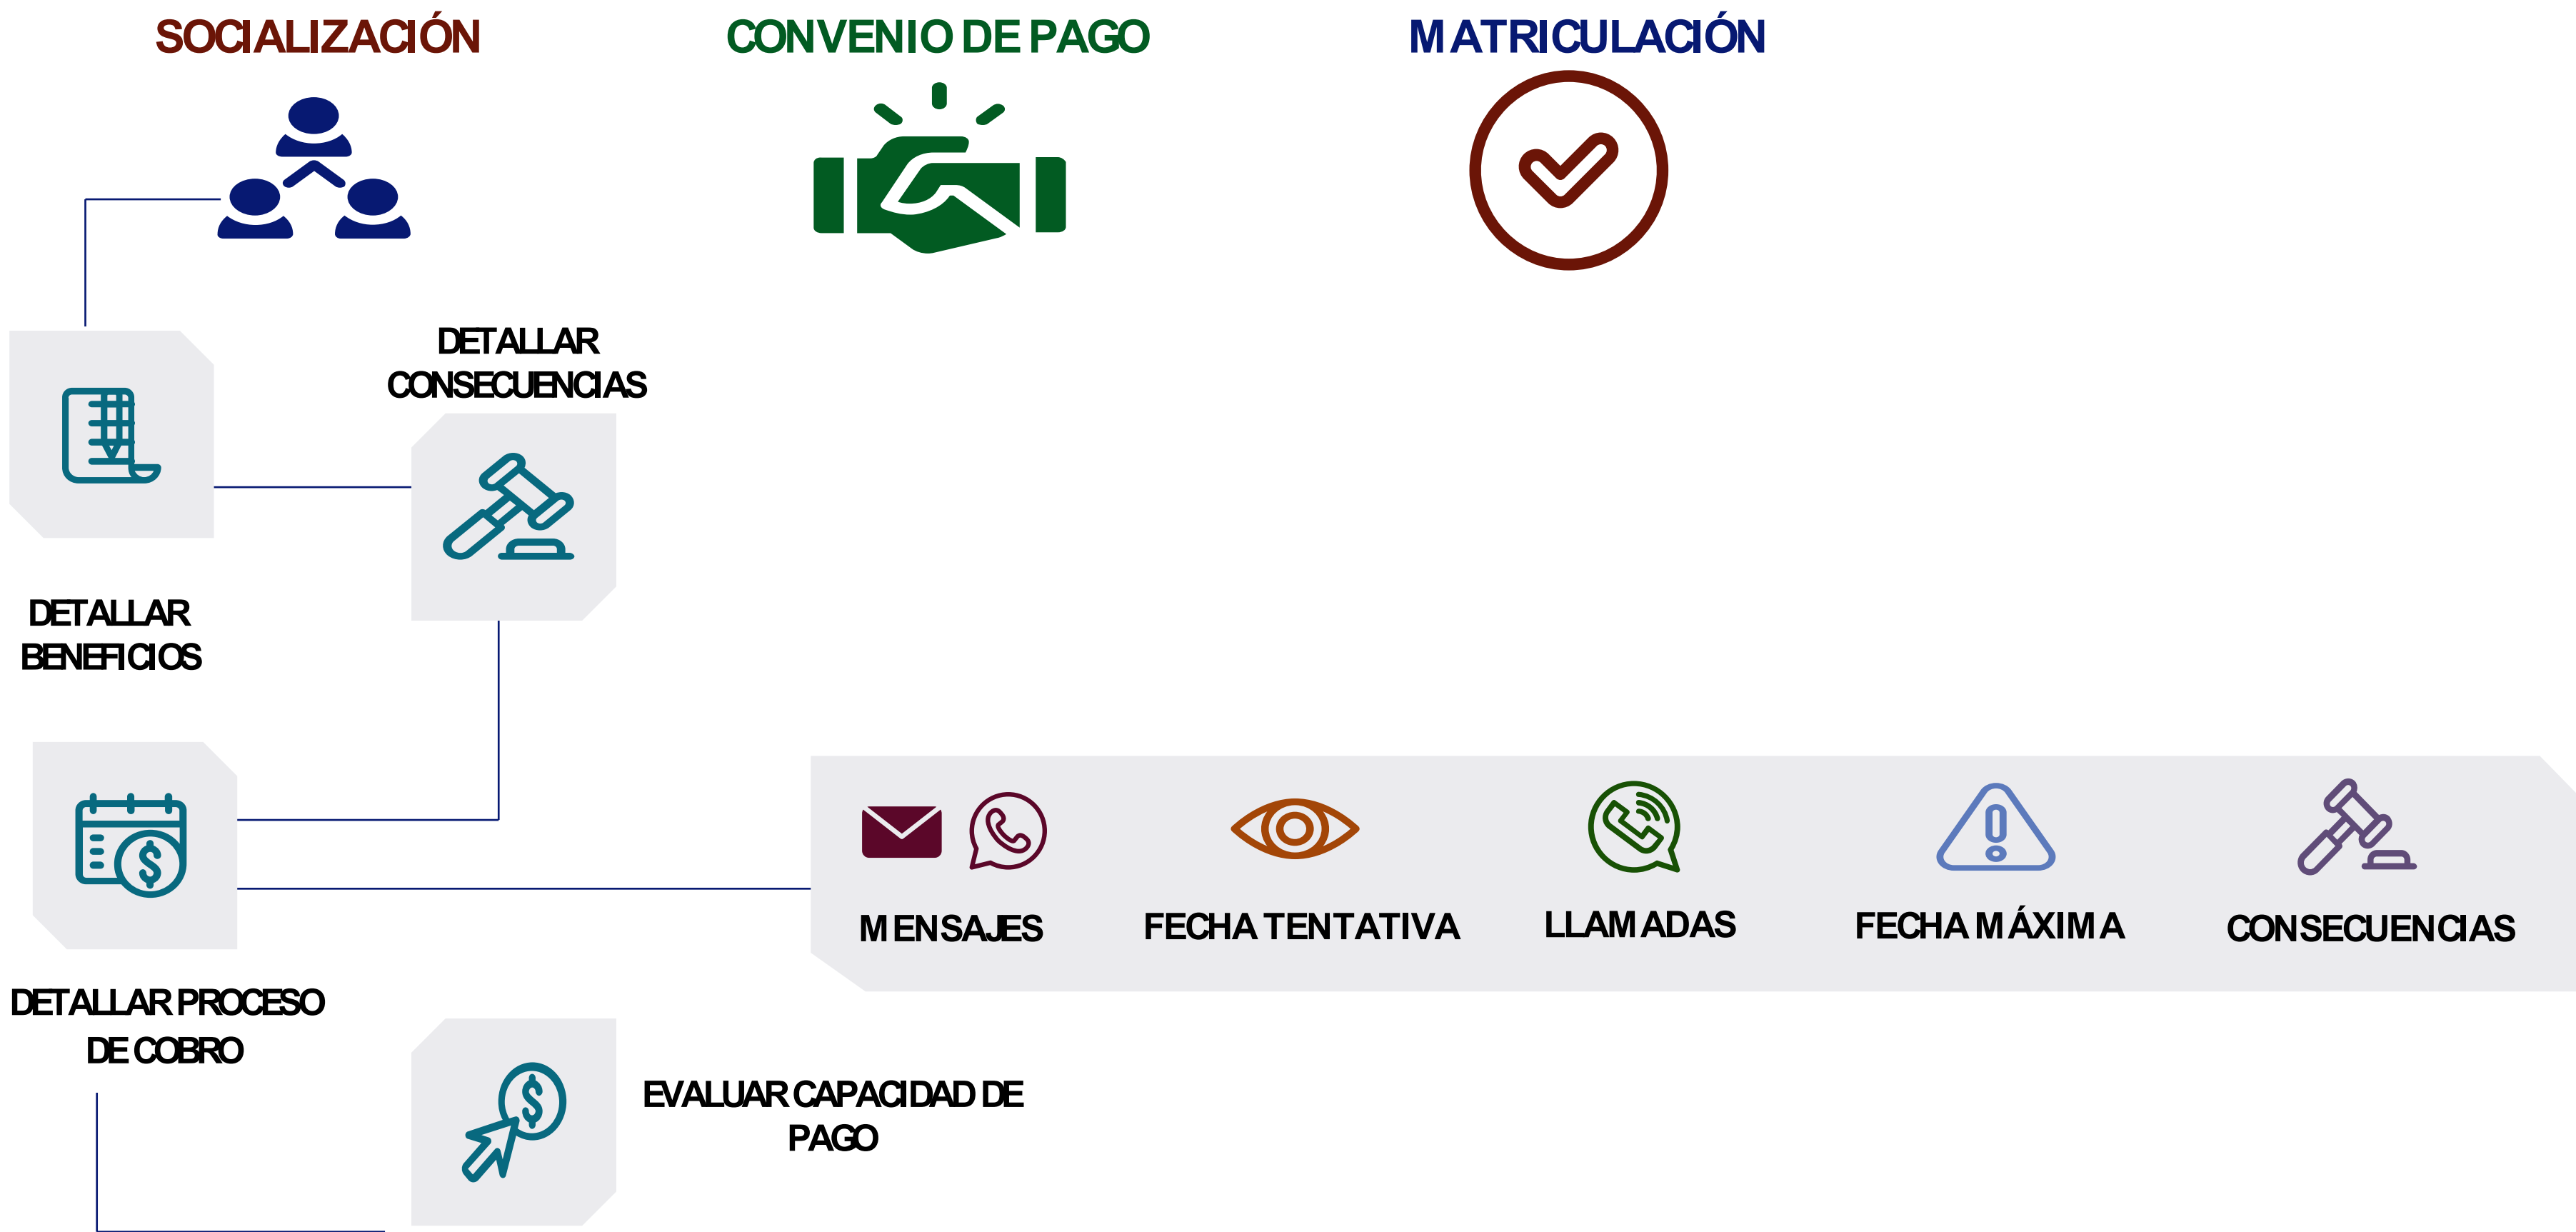 SOCIALIZACIÓN
CONVENIO DE PAGO
MATRICULACIÓN
DETALLAR
CONSECUENCIAS
DETALLAR
BENEFICIOS
MENSAJES
FECHA TENTATIVA
LLAMADAS
FECHA MÁXIMA
CONSECUENCIAS
DETALLAR PROCESO
DE COBRO
EVALUAR CAPACIDAD DE
PAGO